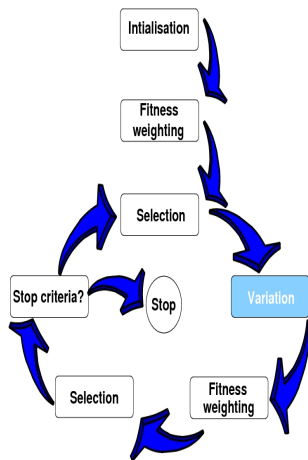 Intialisation
Fitness
weighting
Selection
Stop criteria?
Stop
Variation
Fitness
weighting
Selection